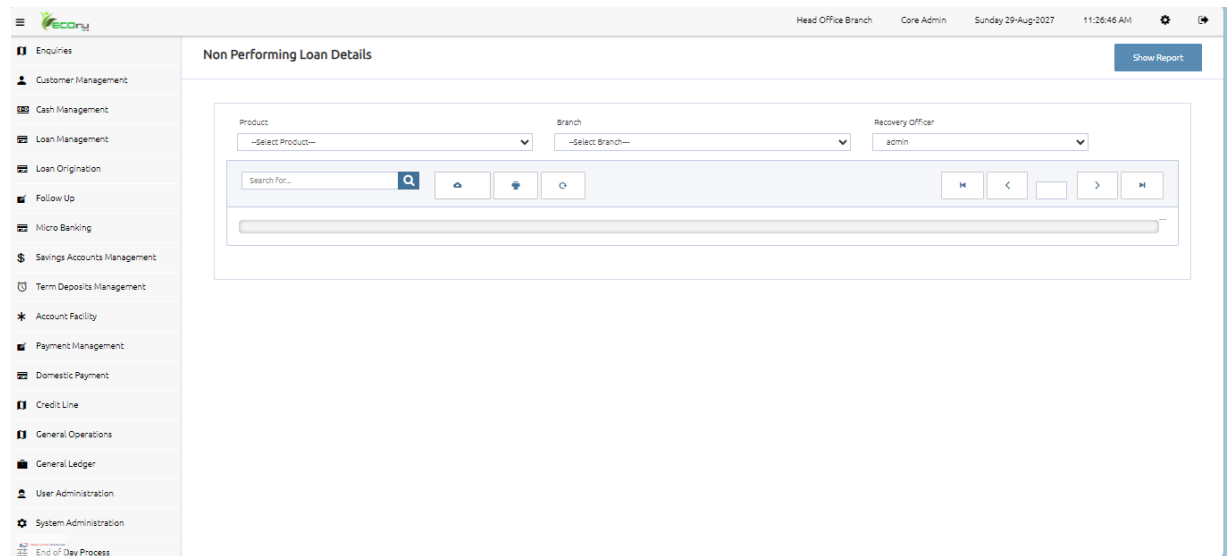 ecory
Head Office Branch Core Admin Sunday 29-Aug-2027 11:26:46 AM
Enquiries
Customer Management
Cash Management
Loan Management
Loan Origination
Follow Up
Micro Banking
Savings Accounts Management
Term Deposits Management
Account Facility
Payment Management
Domestic Payment
Credit Line
General Operations
General Ledger
User Administration
System Administration
End of Day Process
Non Performing Loan Details
Show Report
Product Branch Recovery Officer
--Select Product--- --Select Branch--- admin
Search for...